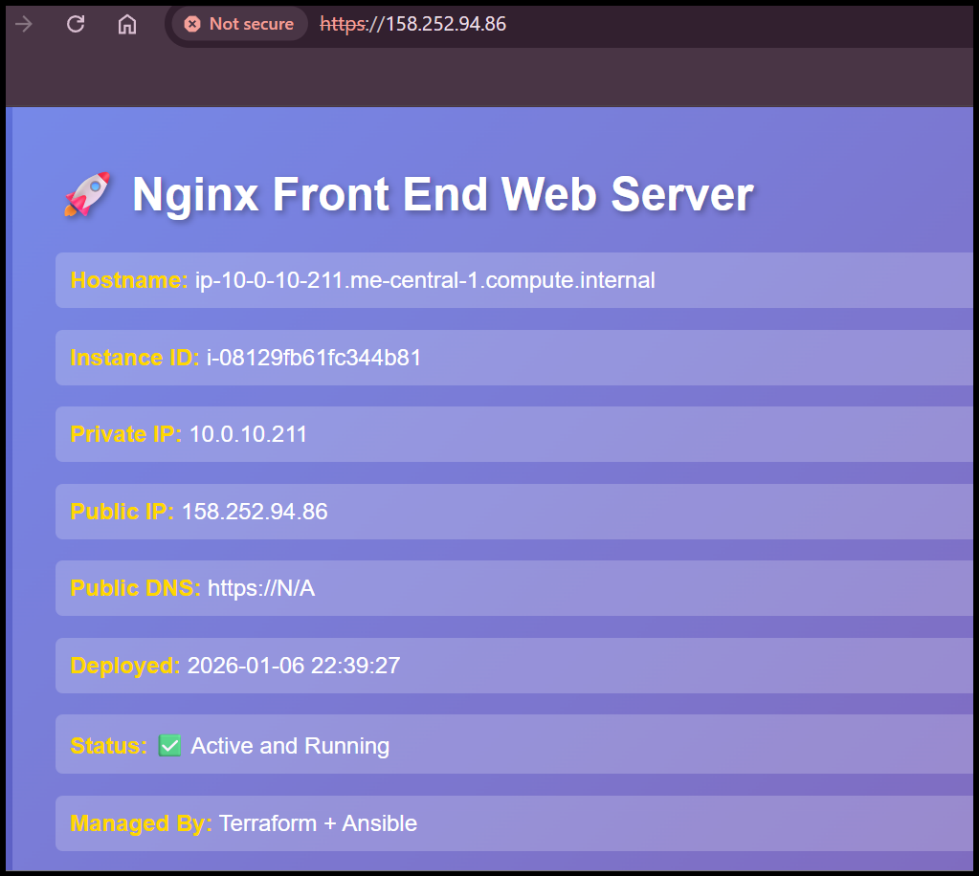 Not secure https://158.252.94.86
🚀 Nginx Front End Web Server
Hostname: ip-10-0-10-211.me-central-1.compute.internal
Instance ID: i-08129fb61fc344b81
Private IP: 10.0.10.211
Public IP: 158.252.94.86
Public DNS: https://N/A
Deployed: 2026-01-06 22:39:27
Status: ✅ Active and Running
Managed By: Terraform + Ansible